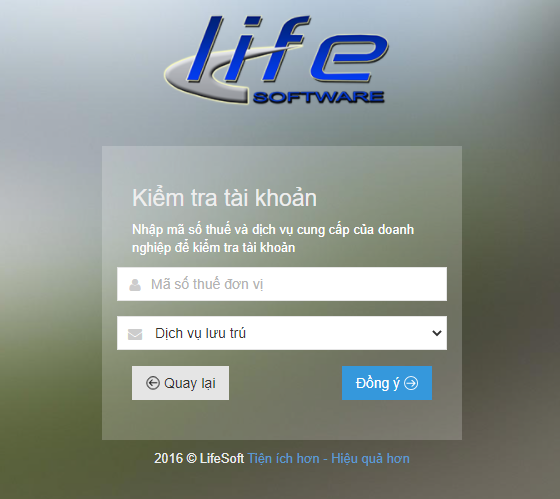 life
SOFTWARE
Kiểm tra tài khoản
Nhập mã số thuế và dịch vụ cung cấp của doanh
nghiệp để kiểm tra tài khoản
Mã số thuế đơn vị
Dịch vụ lưu trú
Quay lại
Đồng ý
2016 © LifeSoft Tiện ích hơn - Hiệu quả hơn